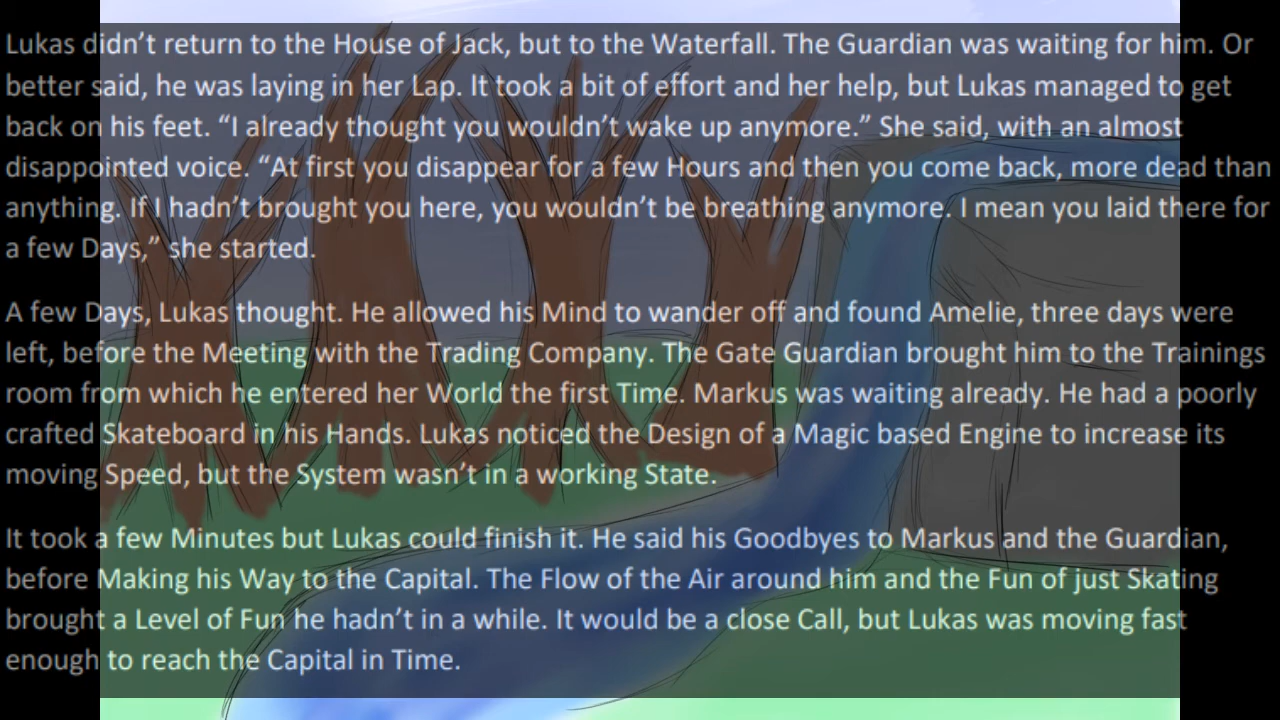 Lukas didn’t return to the House of Jack, but to the Waterfall. The Guardian was waiting for him. Or
better said, he was laying in her Lap. It took a bit of effort and her help, but Lukas managed to get
back on his feet. “I already thought you wouldn’t wake up anymore.” She said, with an almost
disappointed voice. “At first you disappear for a few Hours and then you come back, more dead than
anything. If I hadn’t brought you here, you wouldn’t be breathing anymore. I mean you laid there for
a few Days,” she started.
A few Days, Lukas thought. He allowed his Mind to wander off and found Amelie, three days were
left, before the Meeting with the Trading Company. The Gate Guardian brought him to the Trainings
room from which he entered her World the first Time. Markus was waiting already. He had a poorly
crafted Skateboard in his Hands. Lukas noticed the Design of a Magic based Engine to increase its
moving Speed, but the System wasn’t in a working State.
It took a few Minutes but Lukas could finish it. He said his Goodbyes to Markus and the Guardian,
before Making his Way to the Capital. The Flow of the Air around him and the Fun of just Skating
brought a Level of Fun he hadn’t in a while. It would be a close Call, but Lukas was moving fast
enough to reach the Capital in Time.